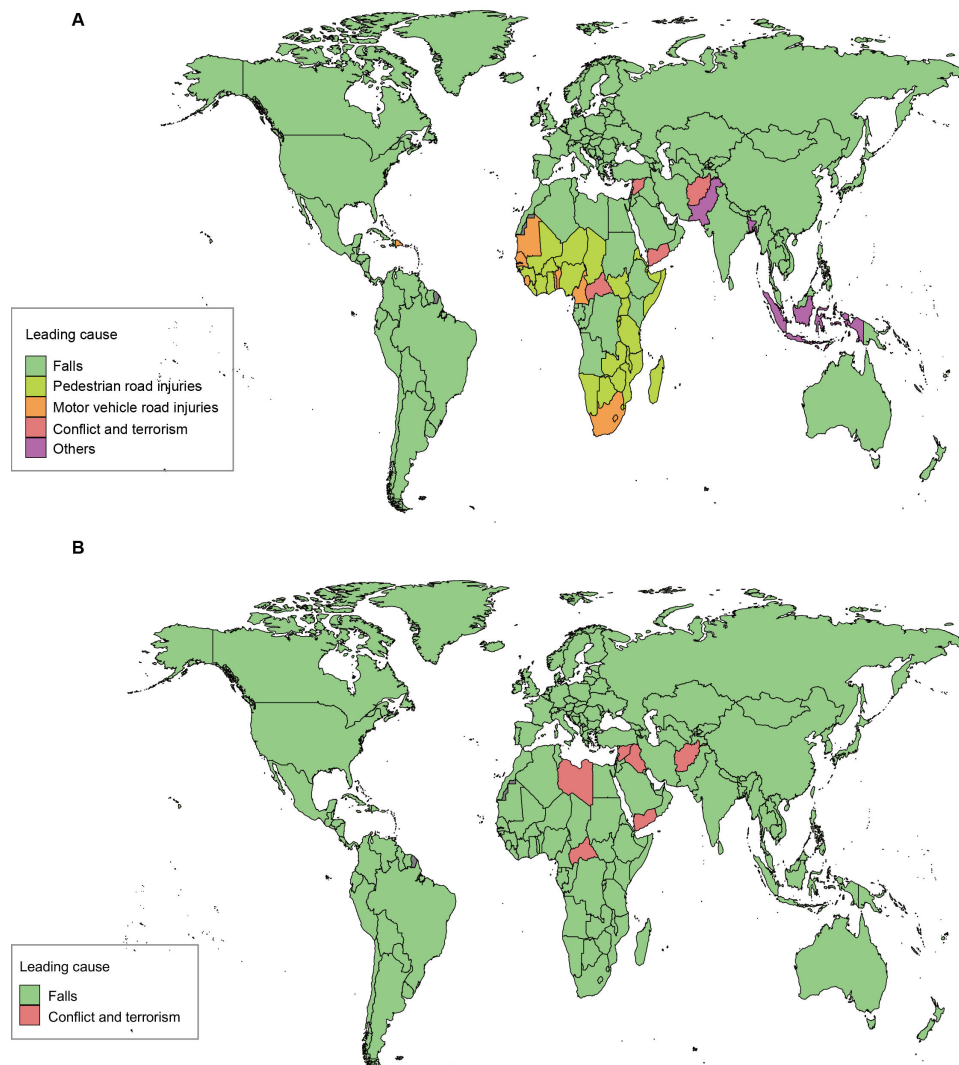 A
Leading cause
Falls
Pedestrian road injuries
Motor vehicle road injuries
Conflict and terrorism
Others
B
Leading cause
Falls
Conflict and terrorism